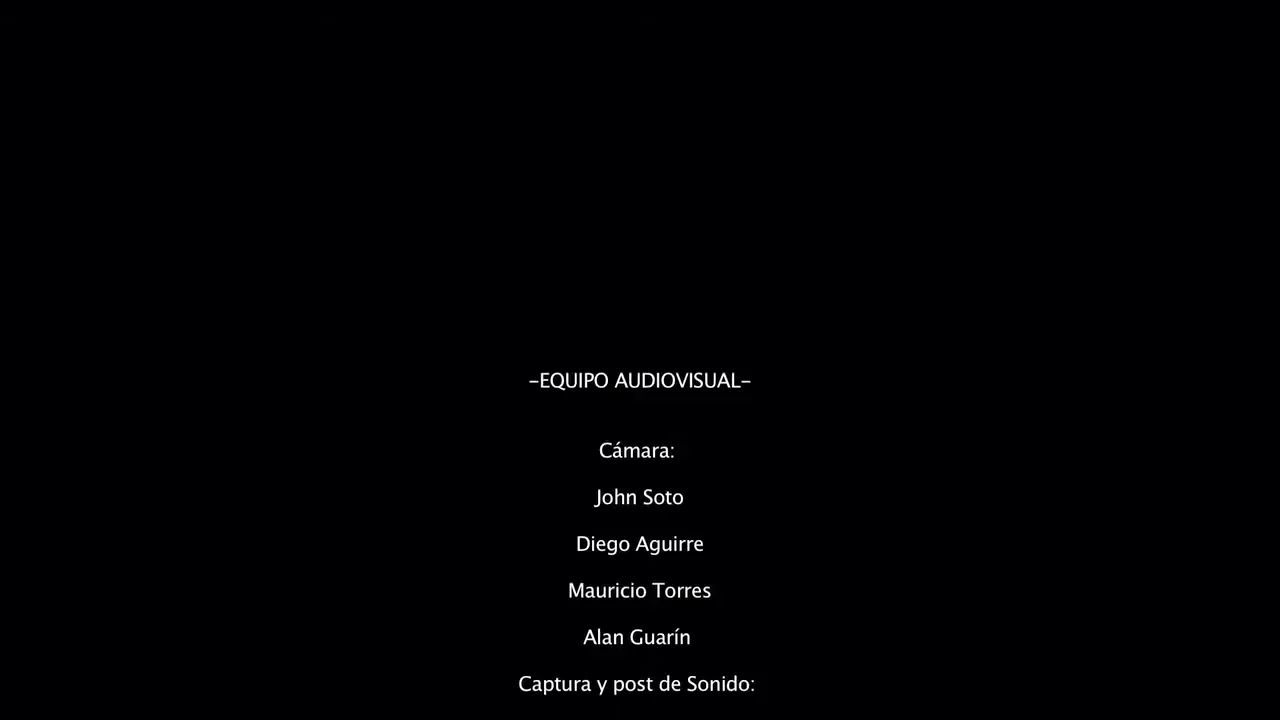 -EQUIPO AUDIOVISUAL-
Cámara:
John Soto
Diego Aguirre
Mauricio Torres
Alan Guarín
Captura y post de Sonido: